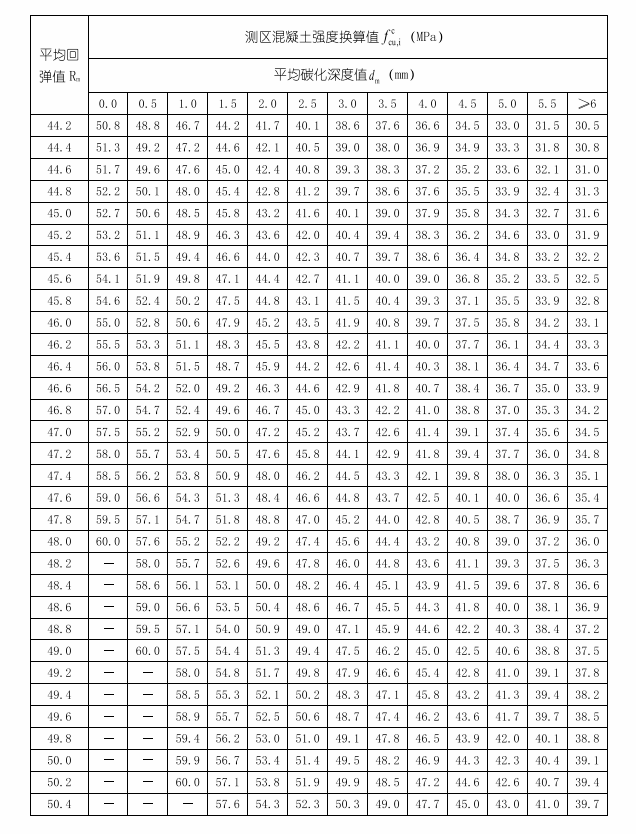 平均回
弹值 Rm
测区混凝土强度换算值 f c cu,i (MPa)
平均碳化深度值 dm (mm)
0.0 0.5 1.0 1.5 2.0 2.5 3.0 3.5 4.0 4.5 5.0 5.5 ⩾6
44.2 50.8 48.8 46.7 44.2 41.7 40.1 38.6 37.6 36.6 34.5 33.0 31.5 30.5
44.4 51.3 49.2 47.2 44.6 42.1 40.5 39.0 38.0 36.9 34.9 33.3 31.8 30.8
44.6 51.7 49.6 47.6 45.0 42.4 40.8 39.3 38.3 37.2 35.2 33.6 32.1 31.0
44.8 52.2 50.1 48.0 45.4 42.8 41.2 39.7 38.6 37.6 35.5 33.9 32.4 31.3
45.0 52.7 50.6 48.5 45.8 43.2 41.6 40.1 39.0 37.9 35.8 34.3 32.7 31.6
45.2 53.2 51.1 48.9 46.3 43.6 42.0 40.4 39.4 38.3 36.2 34.6 33.0 31.9
45.4 53.6 51.5 49.4 46.6 44.0 42.3 40.7 39.7 38.6 36.4 34.8 33.2 32.2
45.6 54.1 51.9 49.8 47.1 44.4 42.7 41.1 40.0 39.0 36.8 35.2 33.5 32.5
45.8 54.6 52.4 50.2 47.5 44.8 43.1 41.5 40.4 39.3 37.1 35.5 33.9 32.8
46.0 55.0 52.8 50.6 47.9 45.2 43.5 41.9 40.8 39.7 37.5 35.8 34.2 33.1
46.2 55.5 53.3 51.1 48.3 45.5 43.8 42.2 41.1 40.0 37.7 36.1 34.4 33.3
46.4 56.0 53.8 51.5 48.7 45.9 44.2 42.6 41.4 40.3 38.1 36.4 34.7 33.6
46.6 56.5 54.2 52.0 49.2 46.3 44.6 42.9 41.8 40.7 38.4 36.7 35.0 33.9
46.8 57.0 54.7 52.4 49.6 46.7 45.0 43.3 42.2 41.0 38.8 37.0 35.3 34.2
47.0 57.5 55.2 52.9 50.0 47.2 45.2 43.7 42.6 41.4 39.1 37.4 35.6 34.5
47.2 58.0 55.7 53.4 50.5 47.6 45.8 44.1 42.9 41.8 39.4 37.7 36.0 34.8
47.4 58.5 56.2 53.8 50.9 48.0 46.2 44.5 43.3 42.1 39.8 38.0 36.3 35.1
47.6 59.0 56.6 54.3 51.3 48.4 46.6 44.8 43.7 42.5 40.1 40.0 36.6 35.4
47.8 59.5 57.1 54.7 51.8 48.8 47.0 45.2 44.0 42.8 40.5 38.7 36.9 35.7
48.0 60.0 57.6 55.2 52.2 49.2 47.4 45.6 44.4 43.2 40.8 39.0 37.2 36.0
48.2 — 58.0 55.7 52.6 49.6 47.8 46.0 44.8 43.6 41.1 39.3 37.5 36.3
48.4 — 58.6 56.1 53.1 50.0 48.2 46.4 45.1 43.9 41.5 39.6 37.8 36.6
48.6 — 59.0 56.6 53.5 50.4 48.6 46.7 45.5 44.3 41.8 40.0 38.1 36.9
48.8 — 59.5 57.1 54.0 50.9 49.0 47.1 45.9 44.6 42.2 40.3 38.4 37.2
49.0 — 60.0 57.5 54.4 51.3 49.4 47.5 46.2 45.0 42.5 40.6 38.8 37.5
49.2 — — 58.0 54.8 51.7 49.8 47.9 46.6 45.4 42.8 41.0 39.1 37.8
49.4 — — 58.5 55.3 52.1 50.2 48.3 47.1 45.8 43.2 41.3 39.4 38.2
49.6 — — 58.9 55.7 52.5 50.6 48.7 47.4 46.2 43.6 41.7 39.7 38.5
49.8 — — 59.4 56.2 53.0 51.0 49.1 47.8 46.5 43.9 42.0 40.1 38.8
50.0 — — 59.9 56.7 53.4 51.4 49.5 48.2 46.9 44.3 42.3 40.4 39.1
50.2 — — 60.0 57.1 53.8 51.9 49.9 48.5 47.2 44.6 42.6 40.7 39.4
50.4 — — — 57.6 54.3 52.3 50.3 49.0 47.7 45.0 43.0 41.0 39.7